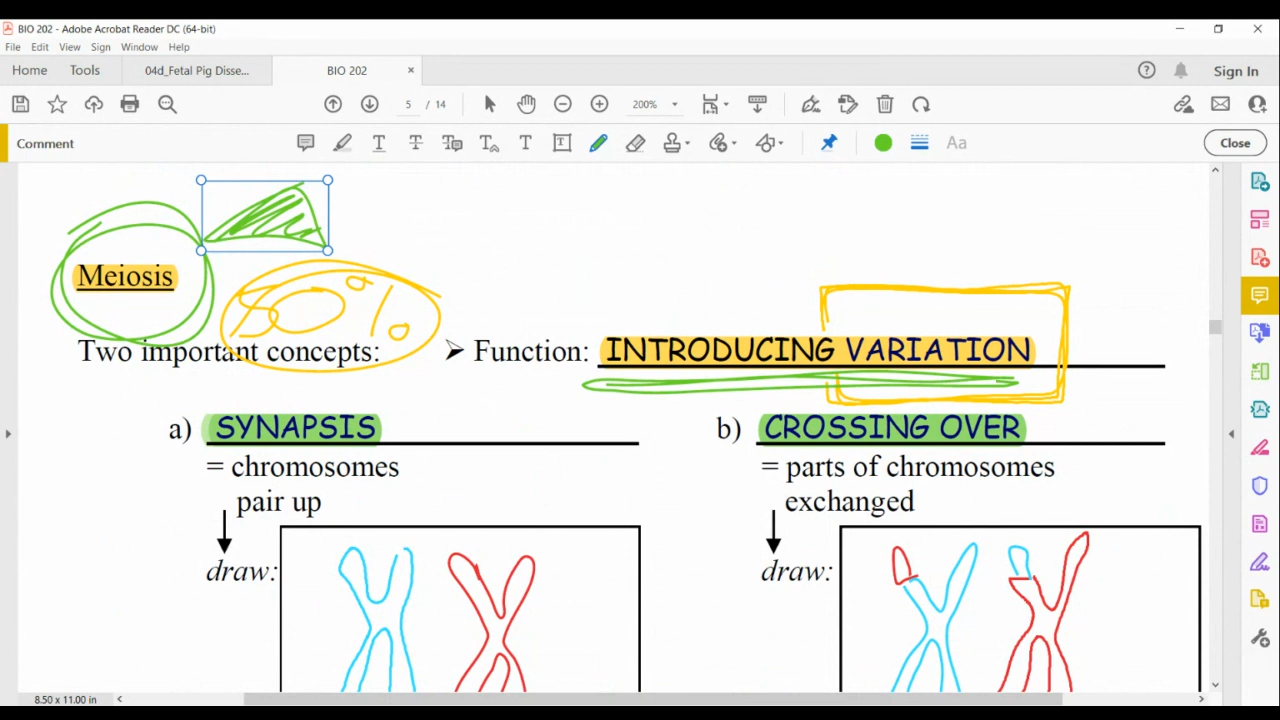 BIO 202 - Adobe Acrobat Reader DC (64-bit)
File Edit View Sign Window Help
Home Tools 04d_Fetal Pig Disse... BIO 202 × Sign In
5 / 14 200%
Comment Aa Close
Meiosis
50%
Two important concepts: ➤ Function: INTRODUCING VARIATION
a) SYNAPSIS b) CROSSING OVER
= chromosomes = parts of chromosomes
pair up exchanged
draw: draw:
8.50 x 11.00 in